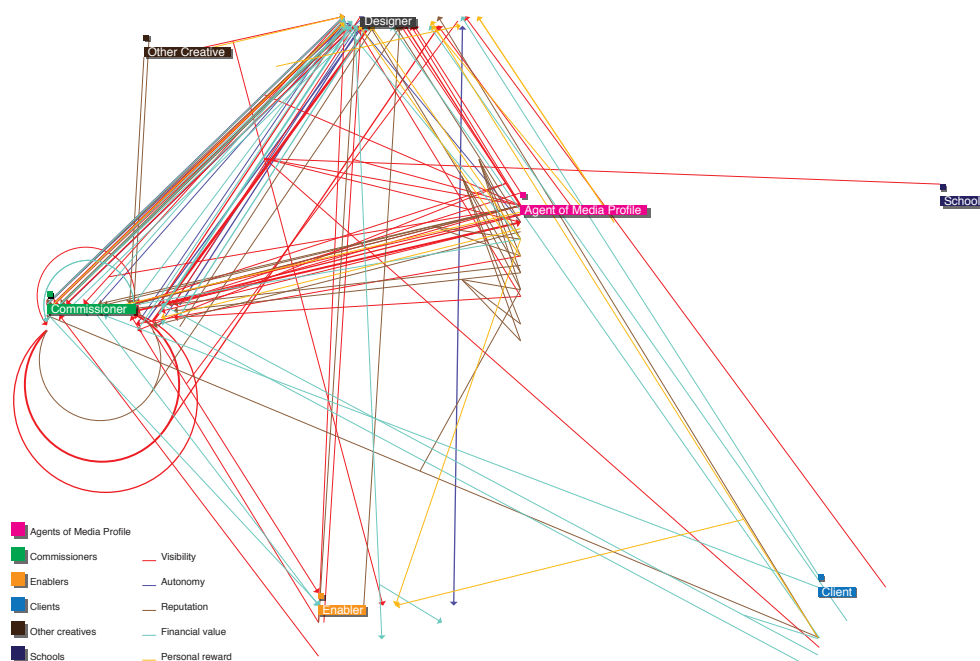 Designer
Other Creative
School
Agent of Media Profile
Commissioner
Agents of Media Profile
Commissioners
Visibility
Enablers
Autonomy
Clients
Reputation
Other creatives
Financial value
Schools
Personal reward
Enabler
Client